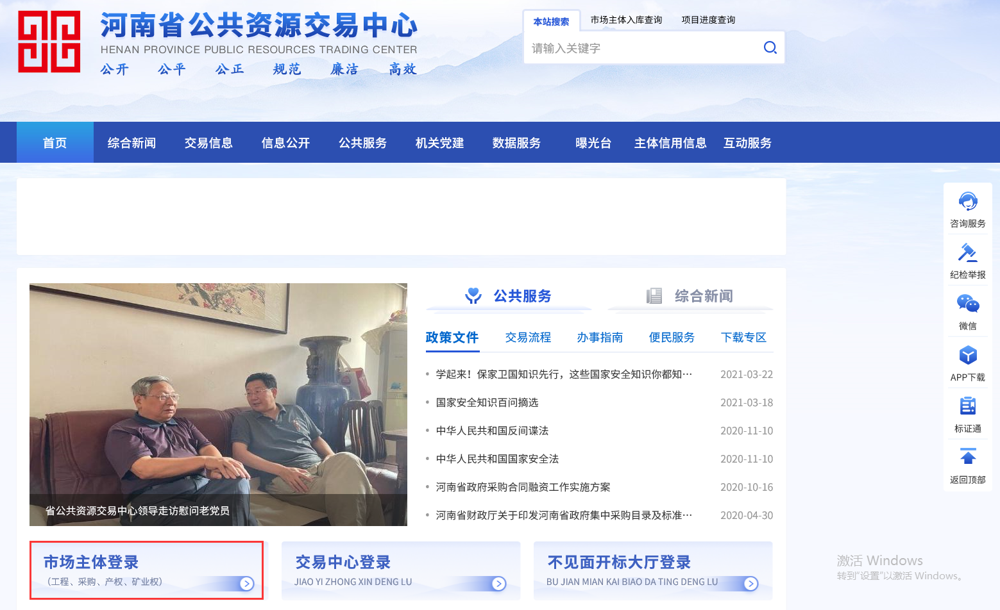 河南省公共资源交易中心
HENAN PROVINCE PUBLIC RESOURCES TRADING CENTER
公开 公平 公正 规范 廉洁 高效
本站搜索 市场主体入库查询 项目进度查询
请输入关键字
首页 综合新闻 交易信息 信息公开 公共服务 机关党建 数据服务 曝光台 主体信用信息 互动服务
公共服务 综合新闻
政策文件 交易流程 办事指南 便民服务 下载专区
学起来！保家卫国知识先行，这些国家安全知识你都知… 2021-03-22
国家安全知识百问摘选 2021-03-18
中华人民共和国反间谍法 2020-11-10
中华人民共和国国家安全法 2020-11-10
河南省政府采购合同融资工作实施方案 2020-10-16
河南省财政厅关于印发河南省政府集中采购目录及标准… 2020-04-30
省公共资源交易中心领导走访慰问老党员
市场主体登录
（工程、采购、产权、矿业权）
交易中心登录
JIAO YI ZHONG XIN DENG LU
不见面开标大厅登录
BU JIAN MIAN KAI BIAO DA TING DENG LU
咨询服务
纪检举报
微信
APP下载
标证通
返回顶部
激活 Windows
转到“设置”以激活 Windows。